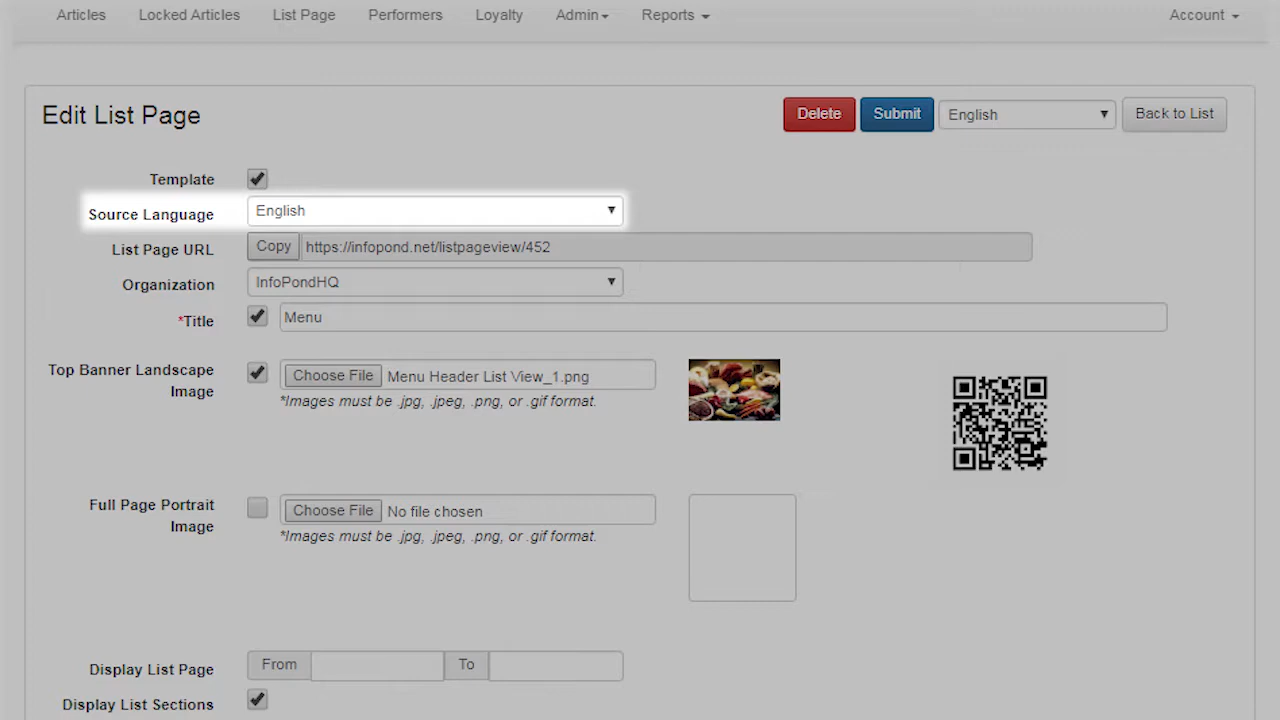 Articles Locked Articles List Page Performers Loyalty Admin Reports Account
Edit List Page Delete Submit English Back to List
Template
Source Language English
List Page URL Copy https://infopond.net/listpageview/452
Organization InfoPondHQ
*Title Menu
Top Banner Landscape Image Choose File Menu Header List View_1.png
*Images must be .jpg, .jpeg, .png, or .gif format.
Full Page Portrait Image Choose File No file chosen
*Images must be .jpg, .jpeg, .png, or .gif format.
Display List Page From To
Display List Sections